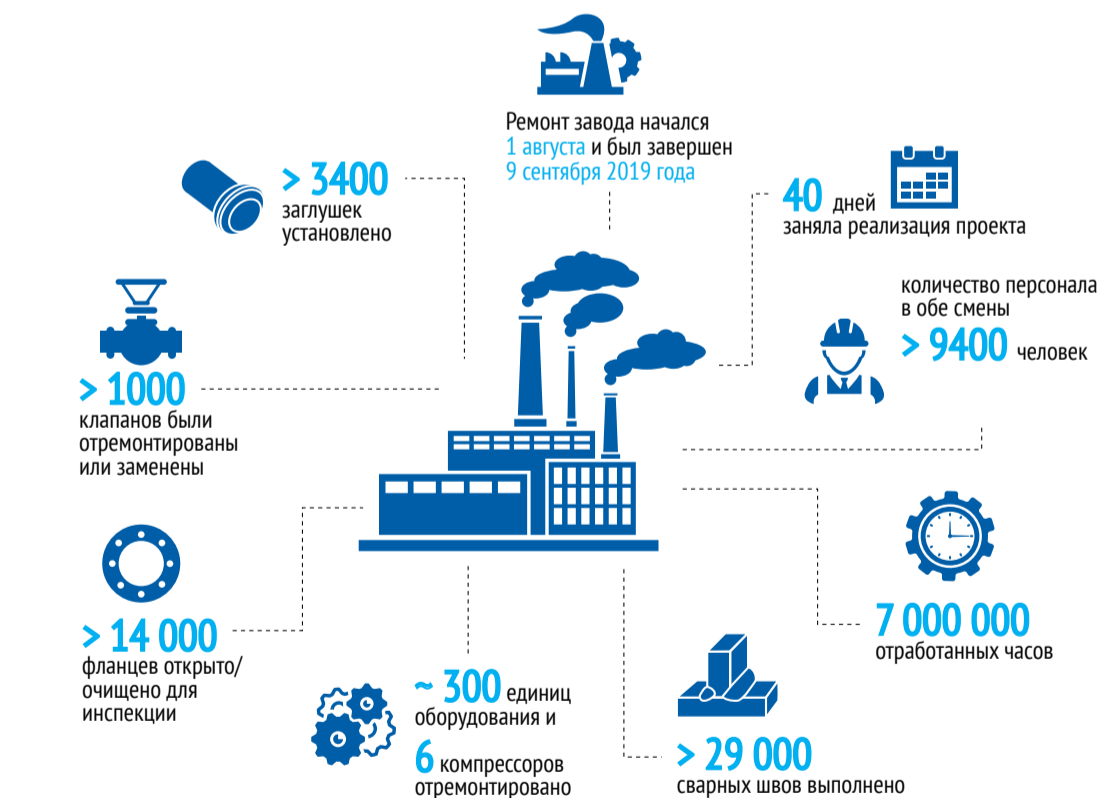 Ремонт завода начался
1 августа и был завершен
9 сентября 2019 года
> 3400
заглушек
установлено
40 дней
заняла реализация проекта
количество персонала
в обе смены
> 9400 человек
> 1000
клапанов были
отремонтированы
или заменены
> 14 000
фланцев открыто/
очищено для
инспекции
7 000 000
отработанных часов
~ 300 единиц
оборудования и
6 компрессоров
отремонтировано
> 29 000
сварных швов выполнено